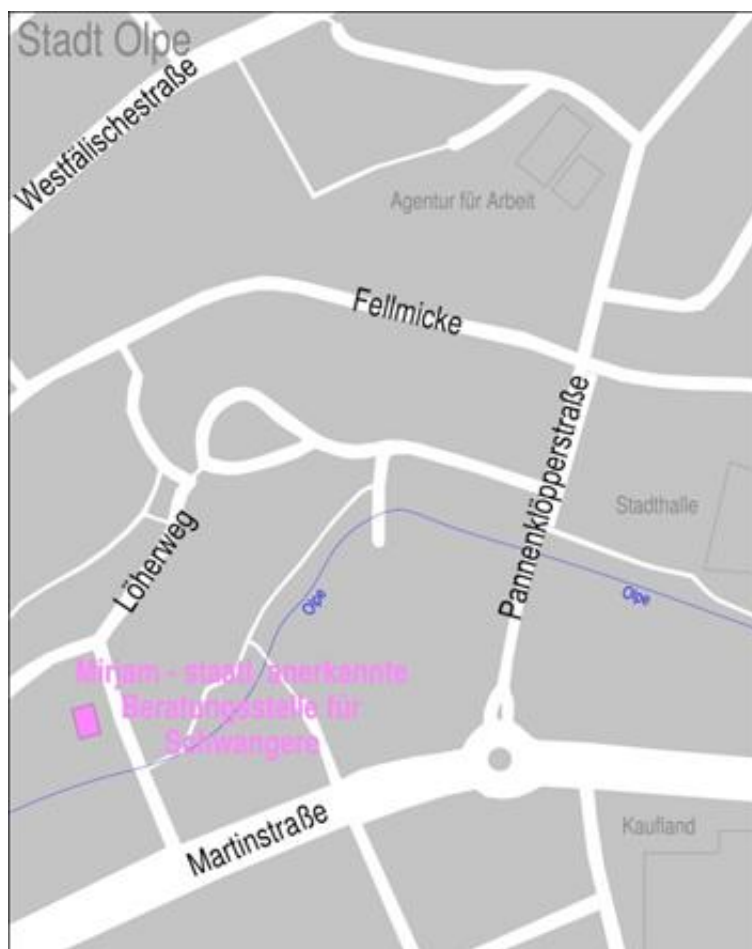 Stadt Olpe
Westfälischestraße
Agentur für Arbeit
Fellmicke
Pannenklöpperstraße
Stadthalle
Löherweg
Olpe
Olpe
Mirjam - staatl. anerkannte
Beratungsstelle für
Schwangere
Martinstraße
Kaufland